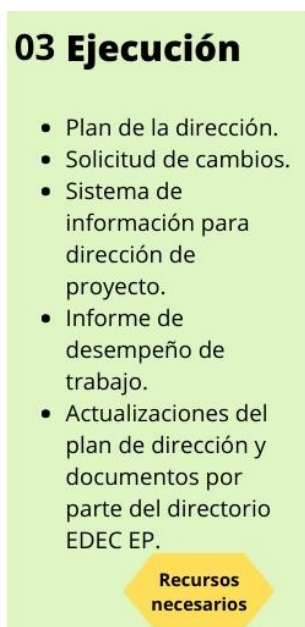 03 Ejecución
• Plan de la dirección.
• Solicitud de cambios.
• Sistema de
información para
dirección de
proyecto.
• Informe de
desempeño de
trabajo.
• Actualizaciones del
plan de dirección y
documentos por
parte del directorio
EDEC EP.
Recursos
necesarios